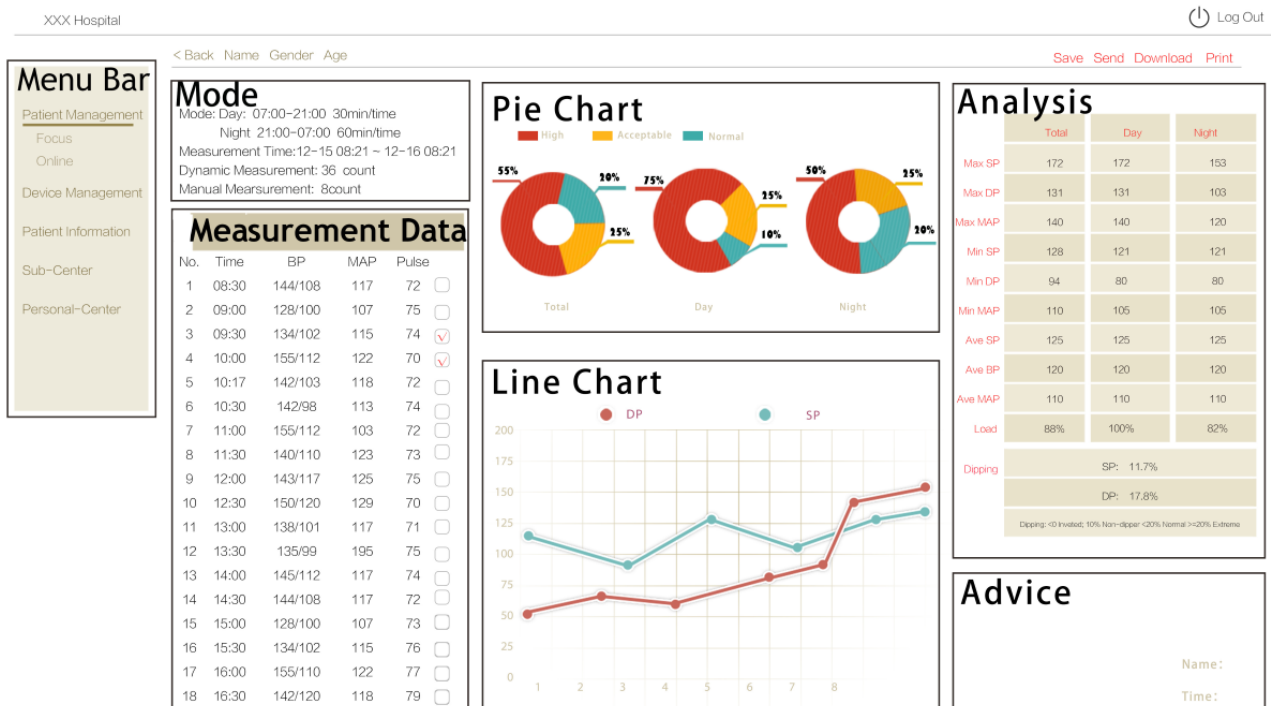 XXX Hospital
Log Out
< Back Name Gender Age
Save Send Download Print
Menu Bar
Patient Management
Focus
Online
Device Management
Patient Information
Sub-Center
Personal-Center
Mode
Mode: Day: 07:00-21:00 30min/time
Night 21:00-07:00 60min/time
Measurement Time:12-15 08:21 ~ 12-16 08:21
Dynamic Measurement: 36 count
Manual Mearsurement: 8count
Measurement Data
No. Time BP MAP Pulse
1 08:30 144/108 117 72
2 09:00 128/100 107 75
3 09:30 134/102 115 74
4 10:00 155/112 122 70
5 10:17 142/103 118 72
6 10:30 142/98 113 74
7 11:00 155/112 103 72
8 11:30 140/110 123 73
9 12:00 143/117 125 75
10 12:30 150/120 129 70
11 13:00 138/101 117 71
12 13:30 135/99 195 75
13 14:00 145/112 117 74
14 14:30 144/108 117 72
15 15:00 128/100 107 73
16 15:30 134/102 115 76
17 16:00 155/110 122 77
18 16:30 142/120 118 79
Pie Chart
High Acceptable Normal
55% 20% 25%
75% 25% 10%
50% 25% 20%
Total Day Night
Line Chart
DP SP
200
175
150
125
100
75
50
25
0
1 2 3 4 5 6 7 8
Analysis
Total Day Night
Max SP 172 172 153
Max DP 131 131 103
Max MAP 140 140 120
Min SP 128 121 121
Min DP 94 80 80
Min MAP 110 105 105
Ave SP 125 125 125
Ave BP 120 120 120
Ave MAP 110 110 110
Load 88% 100% 82%
Dipping SP: 11.7%
DP: 17.8%
Dipping: <0 Inveted; 10% Non-dipper <20% Normal >=20% Extreme
Advice
Name:
Time: